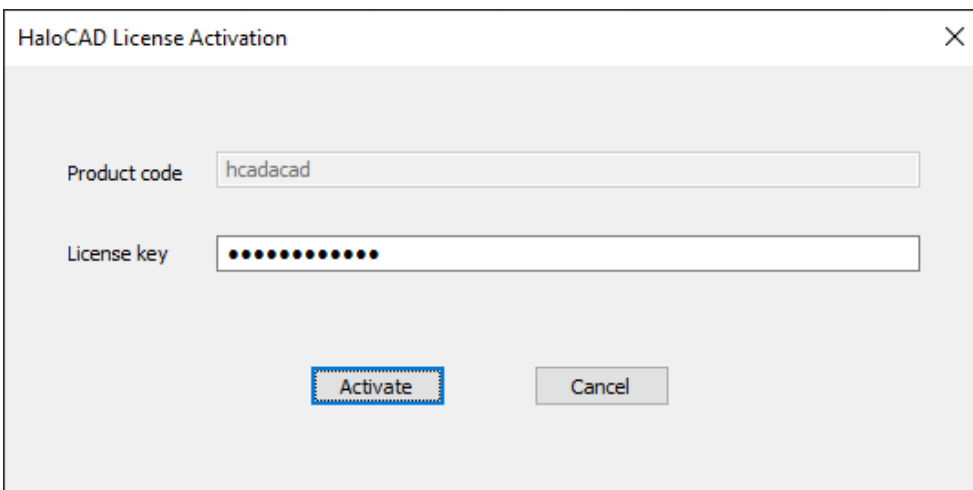 HaloCAD License Activation
Product code hcadacad
License key ●●●●●●●●●●●●
Activate Cancel